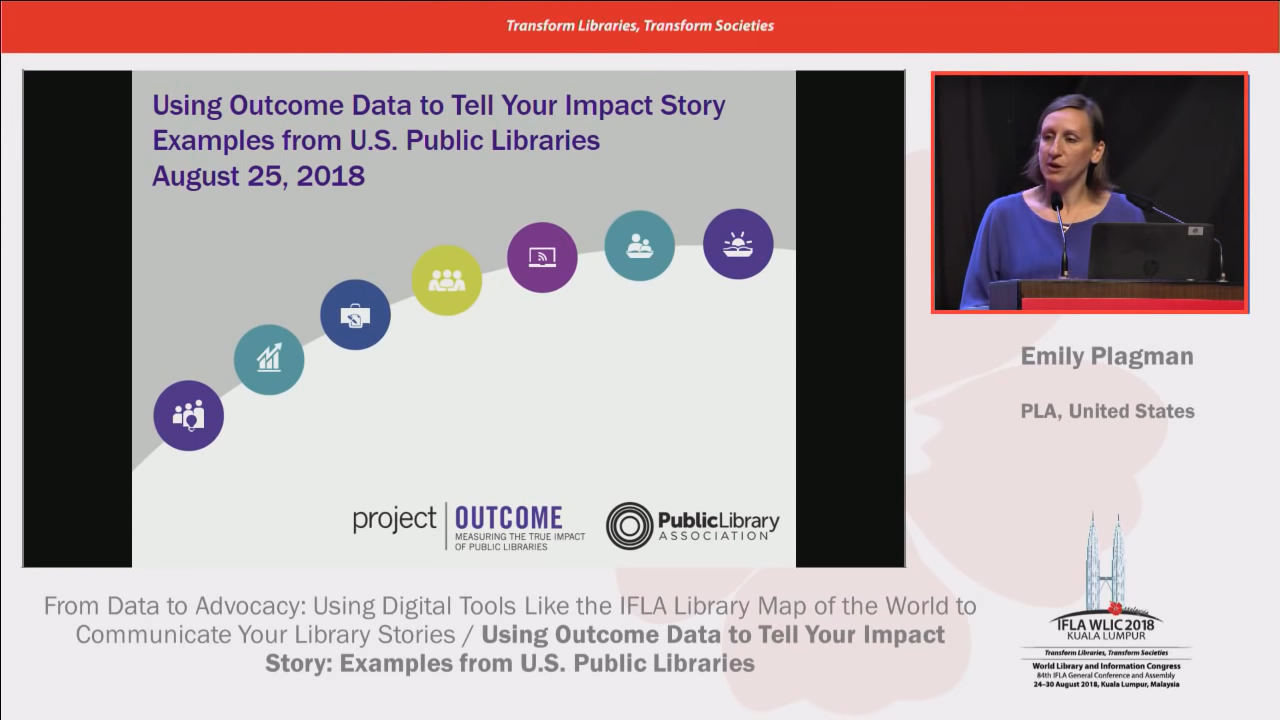 Transform Libraries, Transform Societies
Using Outcome Data to Tell Your Impact Story
Examples from U.S. Public Libraries
August 25, 2018
project OUTCOME
MEASURING THE TRUE IMPACT
OF PUBLIC LIBRARIES
PublicLibrary
ASSOCIATION
Emily Plagman
PLA, United States
From Data to Advocacy: Using Digital Tools Like the IFLA Library Map of the World to
Communicate Your Library Stories / Using Outcome Data to Tell Your Impact
Story: Examples from U.S. Public Libraries
Malaysia
IFLA WLIC 2018
KUALA LUMPUR
Transform Libraries, Transform Societies
World Library and Information Congress
84th IFLA General Conference and Assembly
24–30 August 2018, Kuala Lumpur, Malaysia